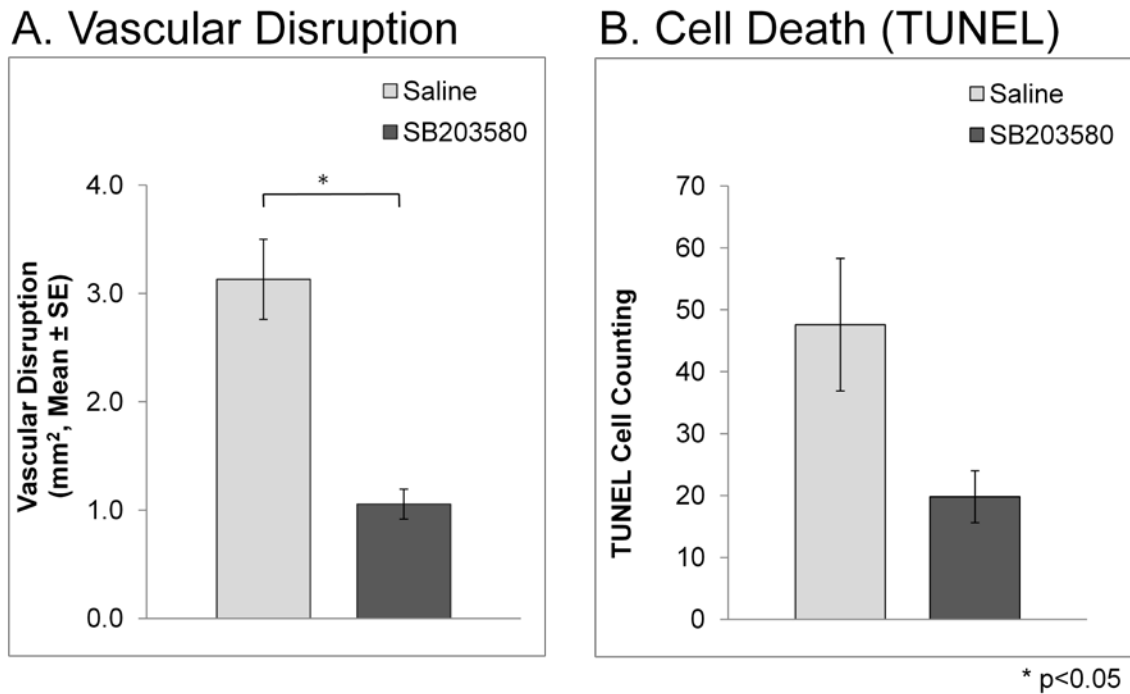 A. Vascular Disruption
Saline
SB203580
*
4.0
3.0
2.0
1.0
0.0
Vascular Disruption
(mm², Mean ± SE)
B. Cell Death (TUNEL)
Saline
SB203580
70
60
50
40
30
20
10
0
TUNEL Cell Counting
* p<0.05